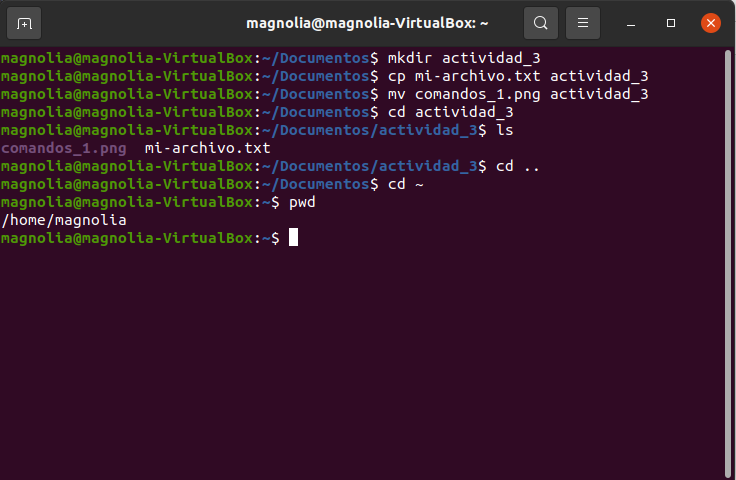 magnolia@magnolia-VirtualBox: ~
magnolia@magnolia-VirtualBox:~/Documentos$ mkdir actividad_3
magnolia@magnolia-VirtualBox:~/Documentos$ cp mi-archivo.txt actividad_3
magnolia@magnolia-VirtualBox:~/Documentos$ mv comandos_1.png actividad_3
magnolia@magnolia-VirtualBox:~/Documentos$ cd actividad_3
magnolia@magnolia-VirtualBox:~/Documentos/actividad_3$ ls
comandos_1.png  mi-archivo.txt
magnolia@magnolia-VirtualBox:~/Documentos/actividad_3$ cd ..
magnolia@magnolia-VirtualBox:~/Documentos$ cd ~
magnolia@magnolia-VirtualBox:~$ pwd
/home/magnolia
magnolia@magnolia-VirtualBox:~$